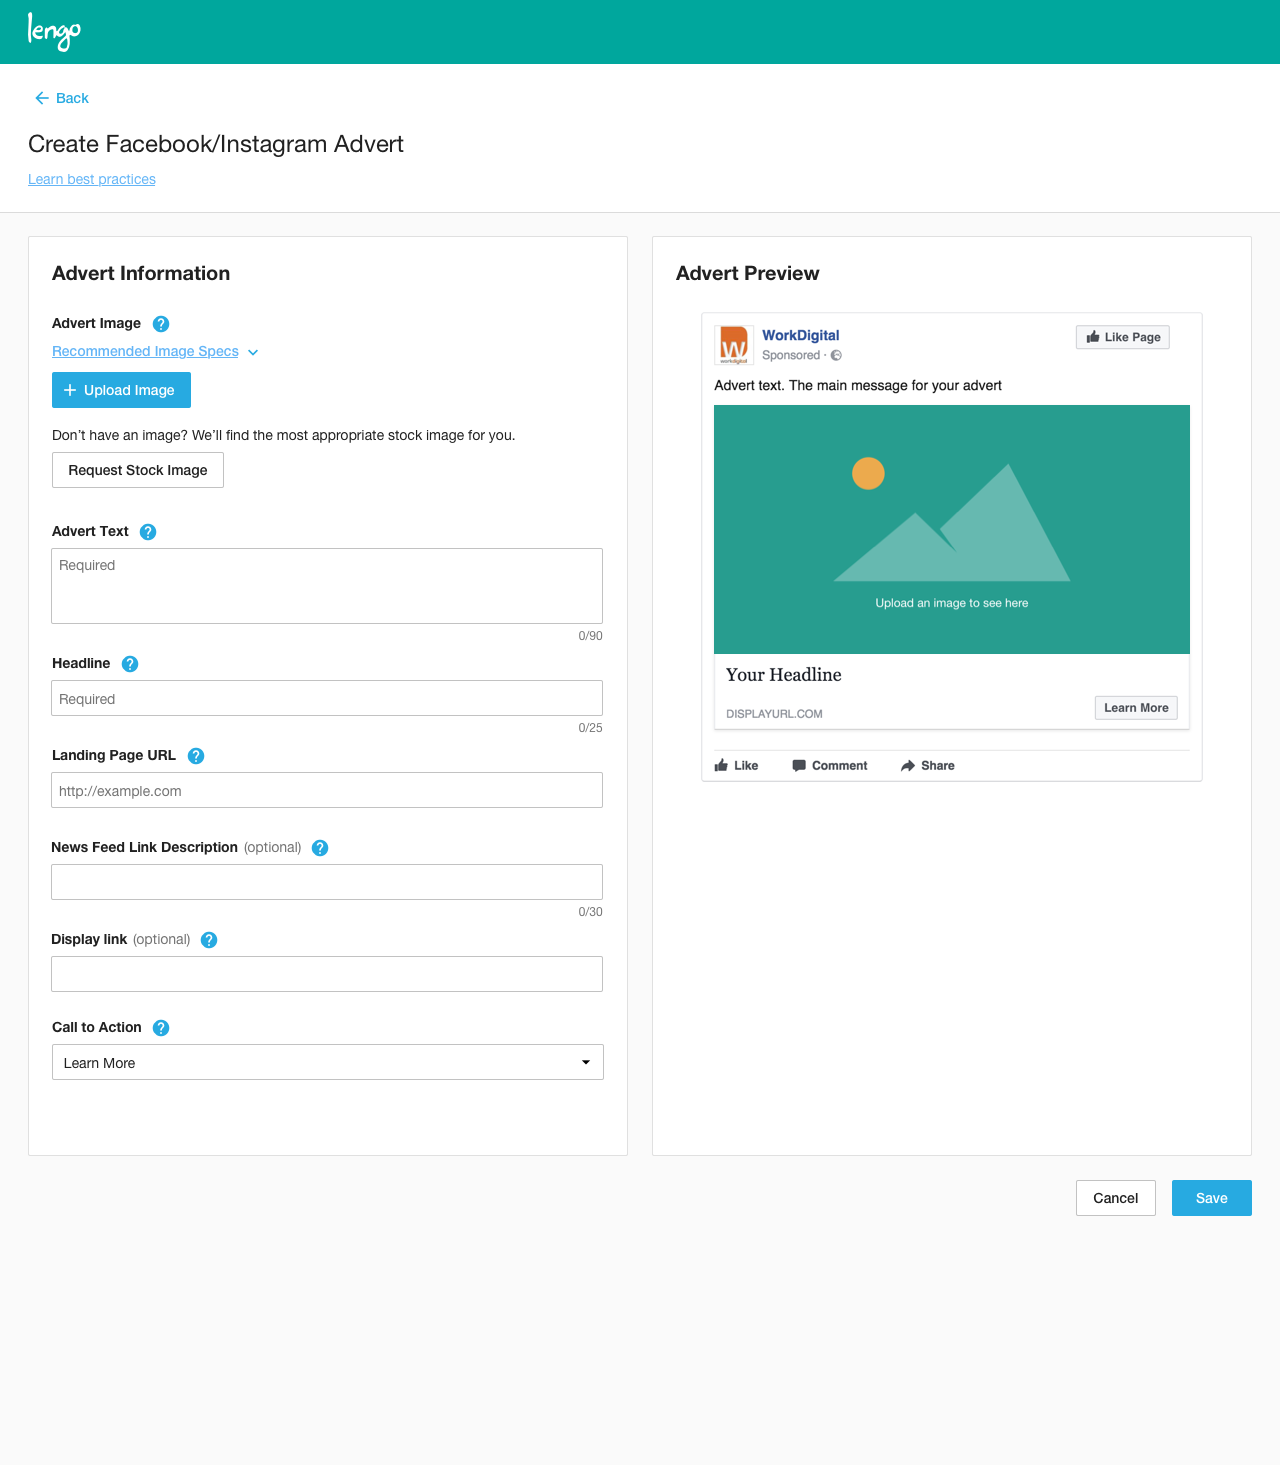 lengo
Back
Create Facebook/Instagram Advert
Learn best practices
Advert Information
Advert Image ?
Recommended Image Specs
+ Upload Image
Don’t have an image? We’ll find the most appropriate stock image for you.
Request Stock Image
Advert Text ?
Required
0/90
Headline ?
Required
0/25
Landing Page URL ?
http://example.com
News Feed Link Description (optional) ?
0/30
Display link (optional) ?
Call to Action ?
Learn More
Advert Preview
W
workdigital
WorkDigital
Sponsored ·
Like Page
Advert text. The main message for your advert
Upload an image to see here
Your Headline
DISPLAYURL.COM
Learn More
Like Comment Share
Cancel Save